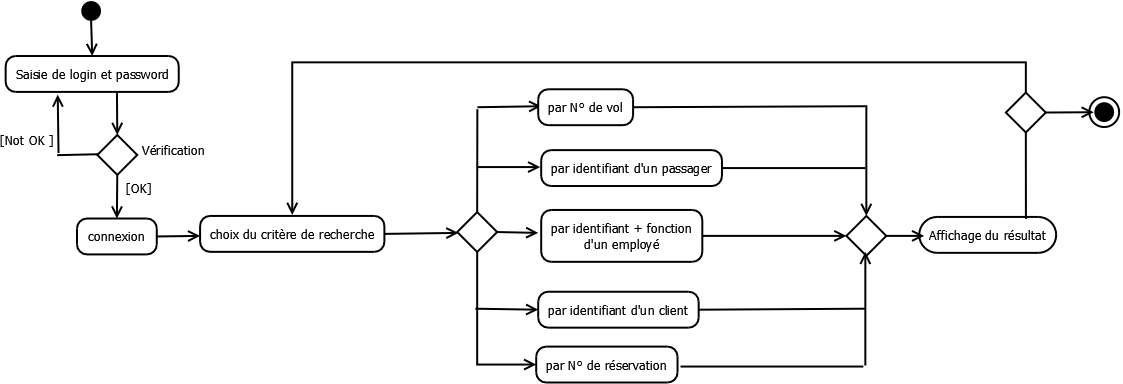 Saisie de login et password
[Not OK ]
Vérification
[OK]
connexion
choix du critère de recherche
par N° de vol
par identifiant d'un passager
par identifiant + fonction
d'un employé
par identifiant d'un client
par N° de réservation
Affichage du résultat